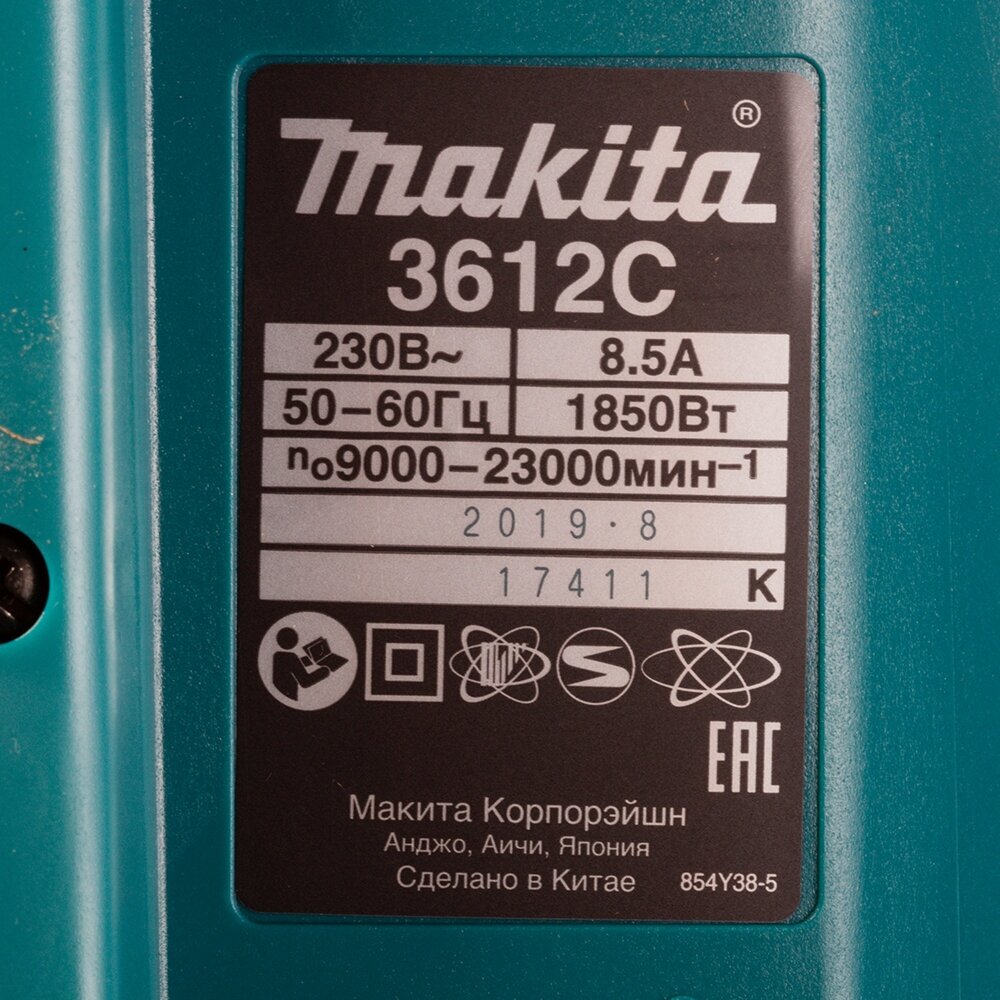 makita®
3612C
230В~ 8.5А
50–60Гц 1850Вт
n₀9000–23000мин⁻¹
2019·8
17411 K
EAC
Макита Корпорэйшн
Анджо, Аичи, Япония
Сделано в Китае 854Y38-5